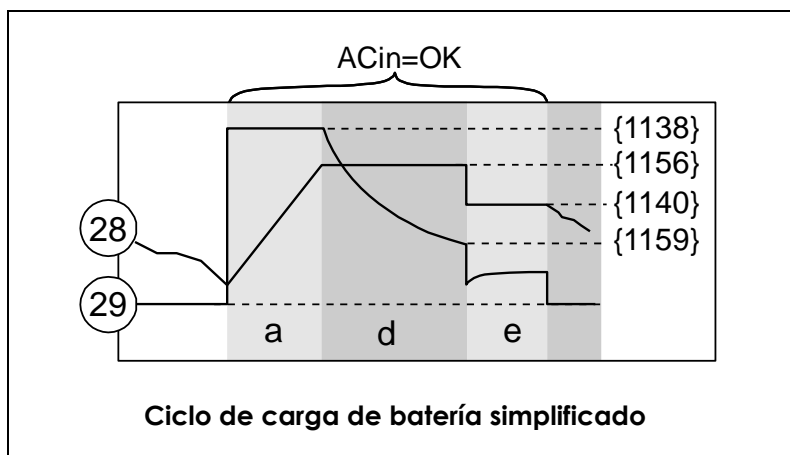 ACin=OK
{1138}
{1156}
{1140}
28
{1159}
29
a d e
Ciclo de carga de batería simplificado